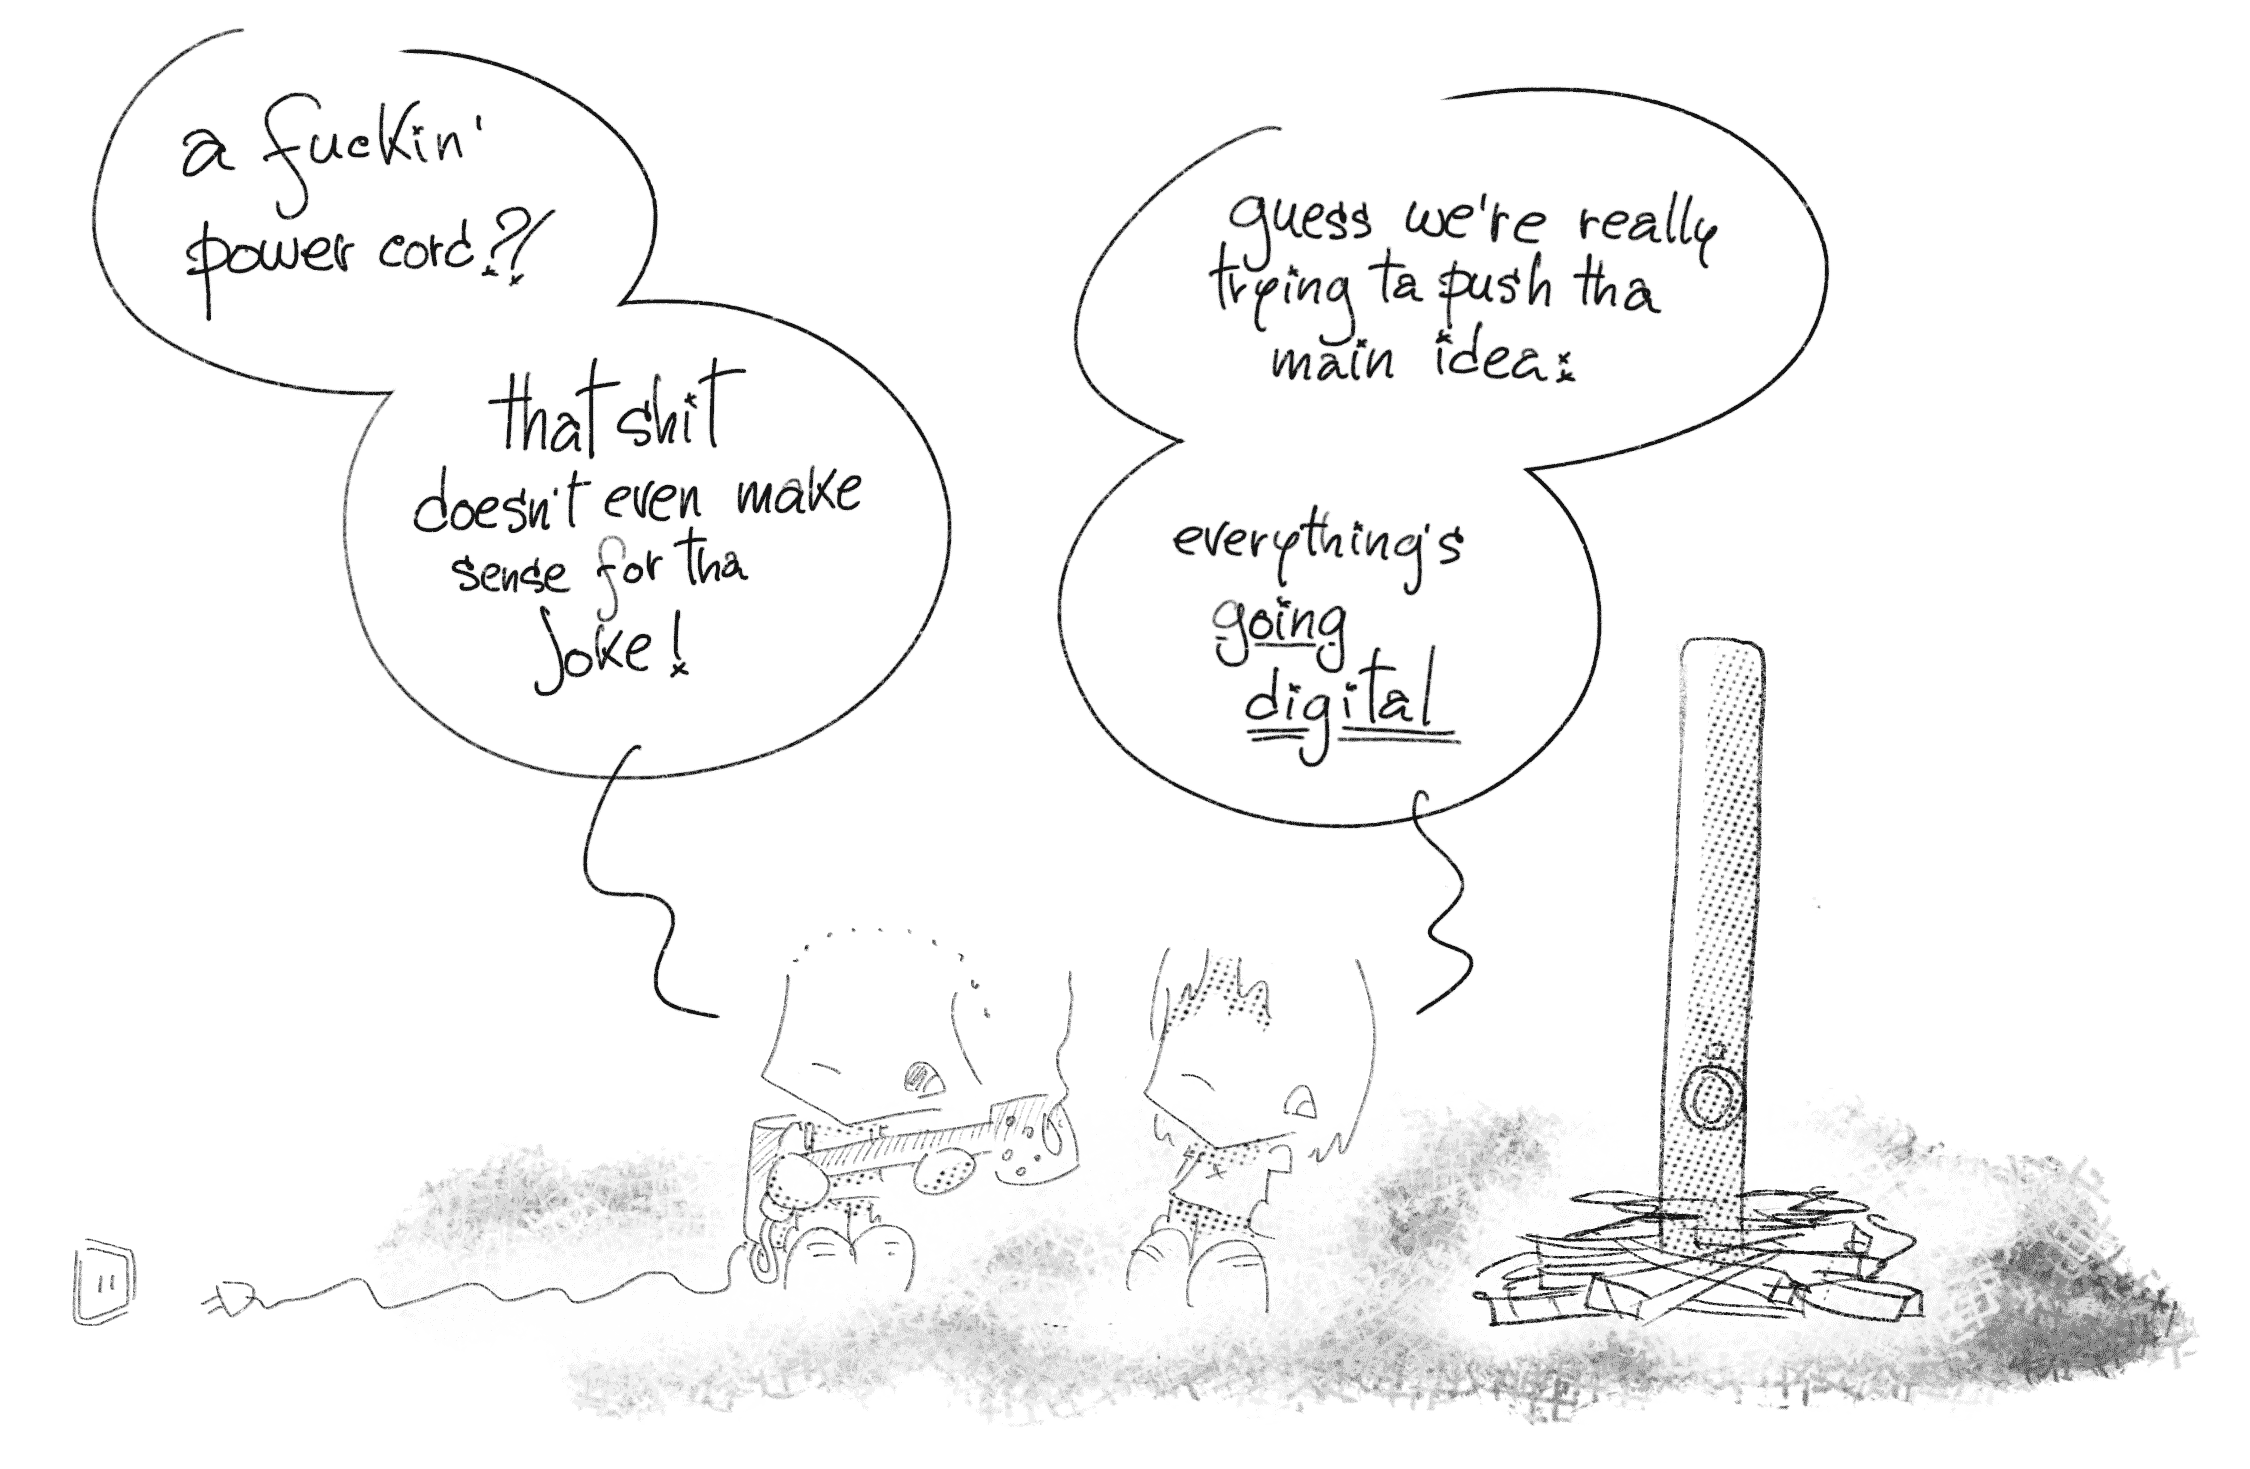 a fuckin'
power cord?!
that shit
doesn't even make
sense for tha
joke!
guess we're really
trying ta push tha
main idea:
everything's
going
digital